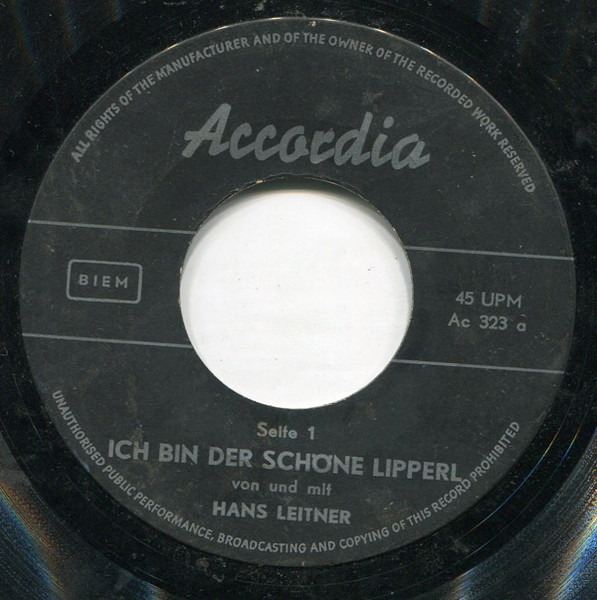 ALL RIGHTS OF THE MANUFACTURER AND OF THE OWNER OF THE RECORDED WORK RESERVED
Accordia
BIEM
45 UPM
Ac 323 a
Seite 1
ICH BIN DER SCHÖNE LIPPERL
von und mit
HANS LEITNER
UNAUTHORISED PUBLIC PERFORMANCE, BROADCASTING AND COPYING OF THIS RECORD PROHIBITED